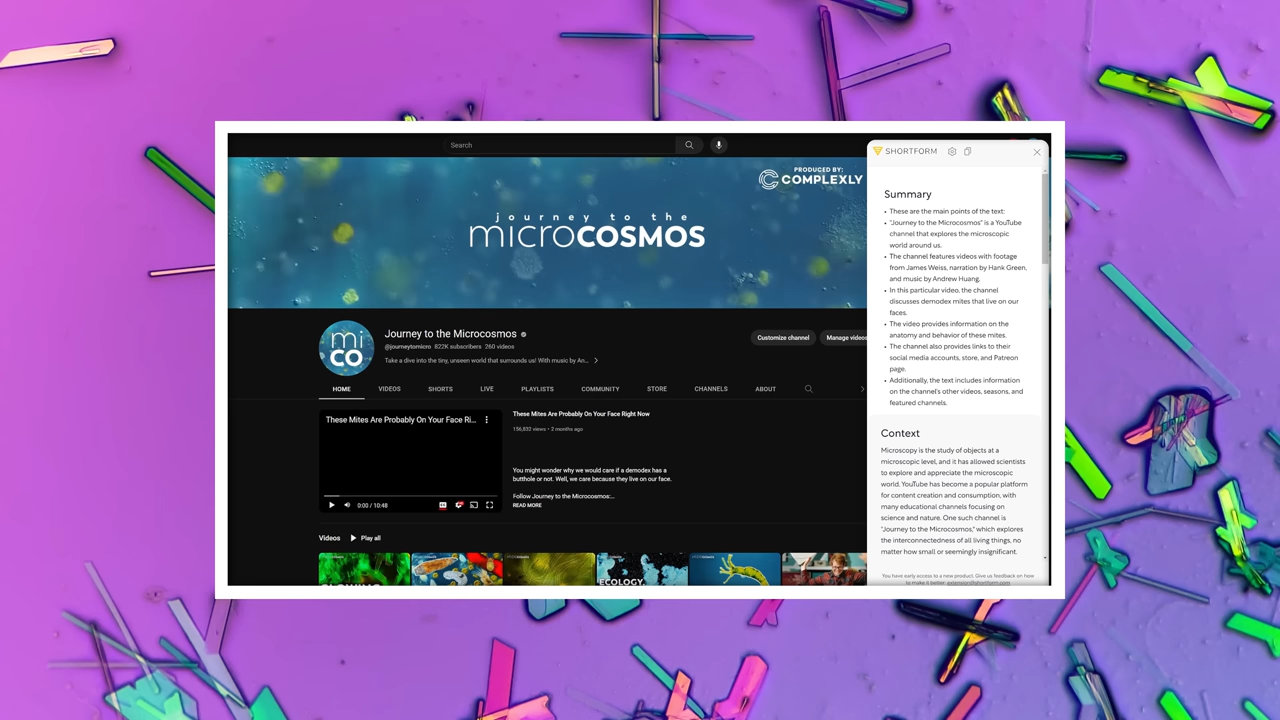 Search
SHORTFORM
PRODUCED BY:
COMPLEXLY
journey to the
microCOSMOS
mi
co
Journey to the Microcosmos
@journeytomicro 822K subscribers 260 videos
Take a dive into the tiny, unseen world that surrounds us! With music by An...
Customize channel
Manage videos
HOME VIDEOS SHORTS LIVE PLAYLISTS COMMUNITY STORE CHANNELS ABOUT
These Mites Are Probably On Your Face Ri...
0:00 / 10:48
These Mites Are Probably On Your Face Right Now
156,832 views • 2 months ago
You might wonder why we would care if a demodex has a
butthole or not. Well, we care because they live on our face.
Follow Journey to the Microcosmos:...
READ MORE
Videos
Play all
ECOLOGY
Summary
• These are the main points of the text:
• "Journey to the Microcosmos" is a YouTube
channel that explores the microscopic
world around us.
• The channel features videos with footage
from James Weiss, narration by Hank Green,
and music by Andrew Huang.
• In this particular video, the channel
discusses demodex mites that live on our
faces.
• The video provides information on the
anatomy and behavior of these mites.
• The channel also provides links to their
social media accounts, store, and Patreon
page.
• Additionally, the text includes information
on the channel's other videos, seasons, and
featured channels.
Context
Microscopy is the study of objects at a
microscopic level, and it has allowed scientists
to explore and appreciate the microscopic
world. YouTube has become a popular platform
for content creation and consumption, with
many educational channels focusing on
science and nature. One such channel is
"Journey to the Microcosmos," which explores
the interconnectedness of all living things, no
matter how small or seemingly insignificant.
You have early access to a new product. Give us feedback on how
to make it better: extension@shortform.com